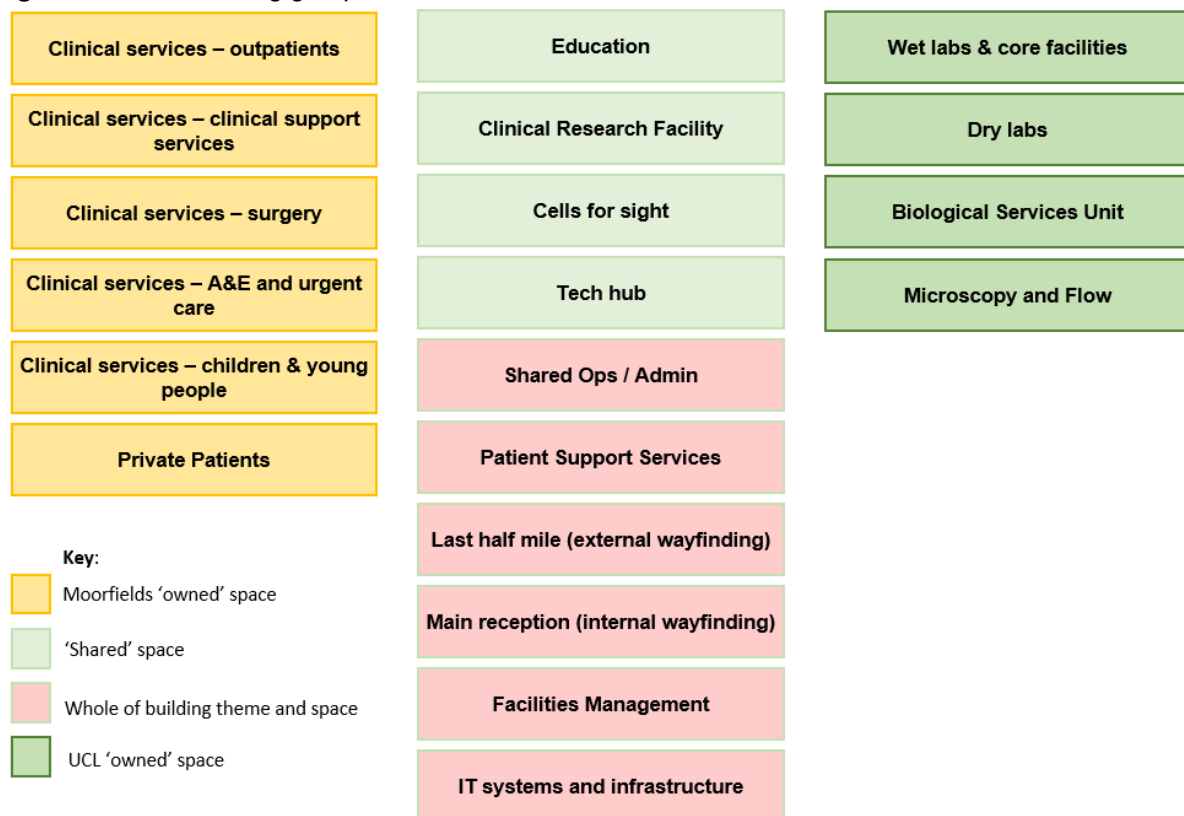 Clinical services – outpatients
Clinical services – clinical support
services
Clinical services – surgery
Clinical services – A&E and urgent
care
Clinical services – children & young
people
Private Patients
Education
Clinical Research Facility
Cells for sight
Tech hub
Shared Ops / Admin
Patient Support Services
Last half mile (external wayfinding)
Main reception (internal wayfinding)
Facilities Management
IT systems and infrastructure
Wet labs & core facilities
Dry labs
Biological Services Unit
Microscopy and Flow
Key:
Moorfields ‘owned’ space
‘Shared’ space
Whole of building theme and space
UCL ‘owned’ space